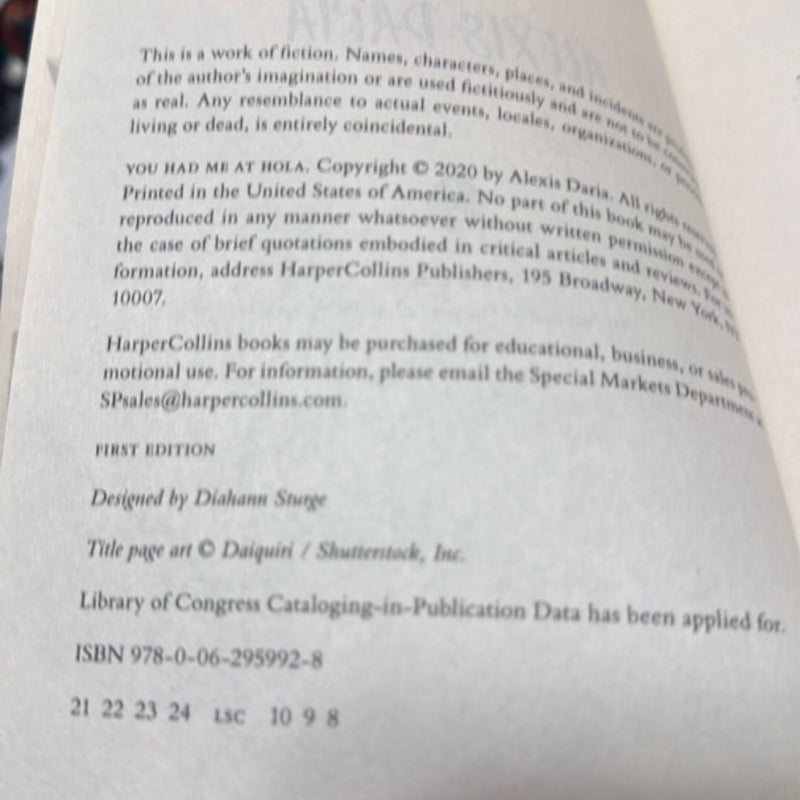 This is a work of fiction. Names, characters, places, and incidents are
of the author's imagination or are used fictitiously and are not to be
as real. Any resemblance to actual events, locales, organizations, or
living or dead, is entirely coincidental.
YOU HAD ME AT HOLA. Copyright © 2020 by Alexis Daria. All rights
Printed in the United States of America. No part of this book may be
reproduced in any manner whatsoever without written permission
the case of brief quotations embodied in critical articles and reviews. For
formation, address HarperCollins Publishers, 195 Broadway, New York,
10007.
HarperCollins books may be purchased for educational, business, or sales
motional use. For information, please email the Special Markets Department
SPsales@harpercollins.com.
FIRST EDITION
Designed by Diahann Sturge
Title page art © Daiquiri / Shutterstock, Inc.
Library of Congress Cataloging-in-Publication Data has been applied for.
ISBN 978-0-06-295992-8
21 22 23 24 LSC 10 9 8